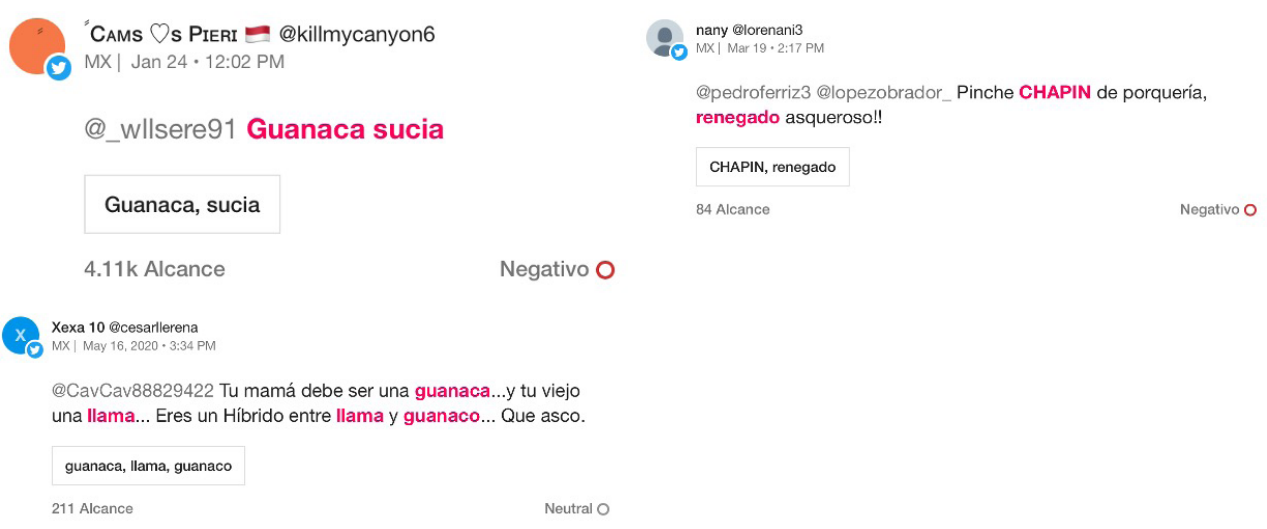 ˝Cams ♡s Pieri 🇮🇩 @killmycanyon6
MX | Jan 24 • 12:02 PM
@_wllsere91 Guanaca sucia
Guanaca, sucia
4.11k Alcance
Negativo
nany @lorenani3
MX | Mar 19 • 2:17 PM
@pedroferriz3 @lopezobrador_ Pinche CHAPIN de porquería,
renegado asqueroso!!
CHAPIN, renegado
84 Alcance
Negativo
X
Xexa 10 @cesarllerena
MX | May 16, 2020 • 3:34 PM
@CavCav88829422 Tu mamá debe ser una guanaca...y tu viejo
una llama... Eres un Híbrido entre llama y guanaco... Que asco.
guanaca, llama, guanaco
211 Alcance
Neutral